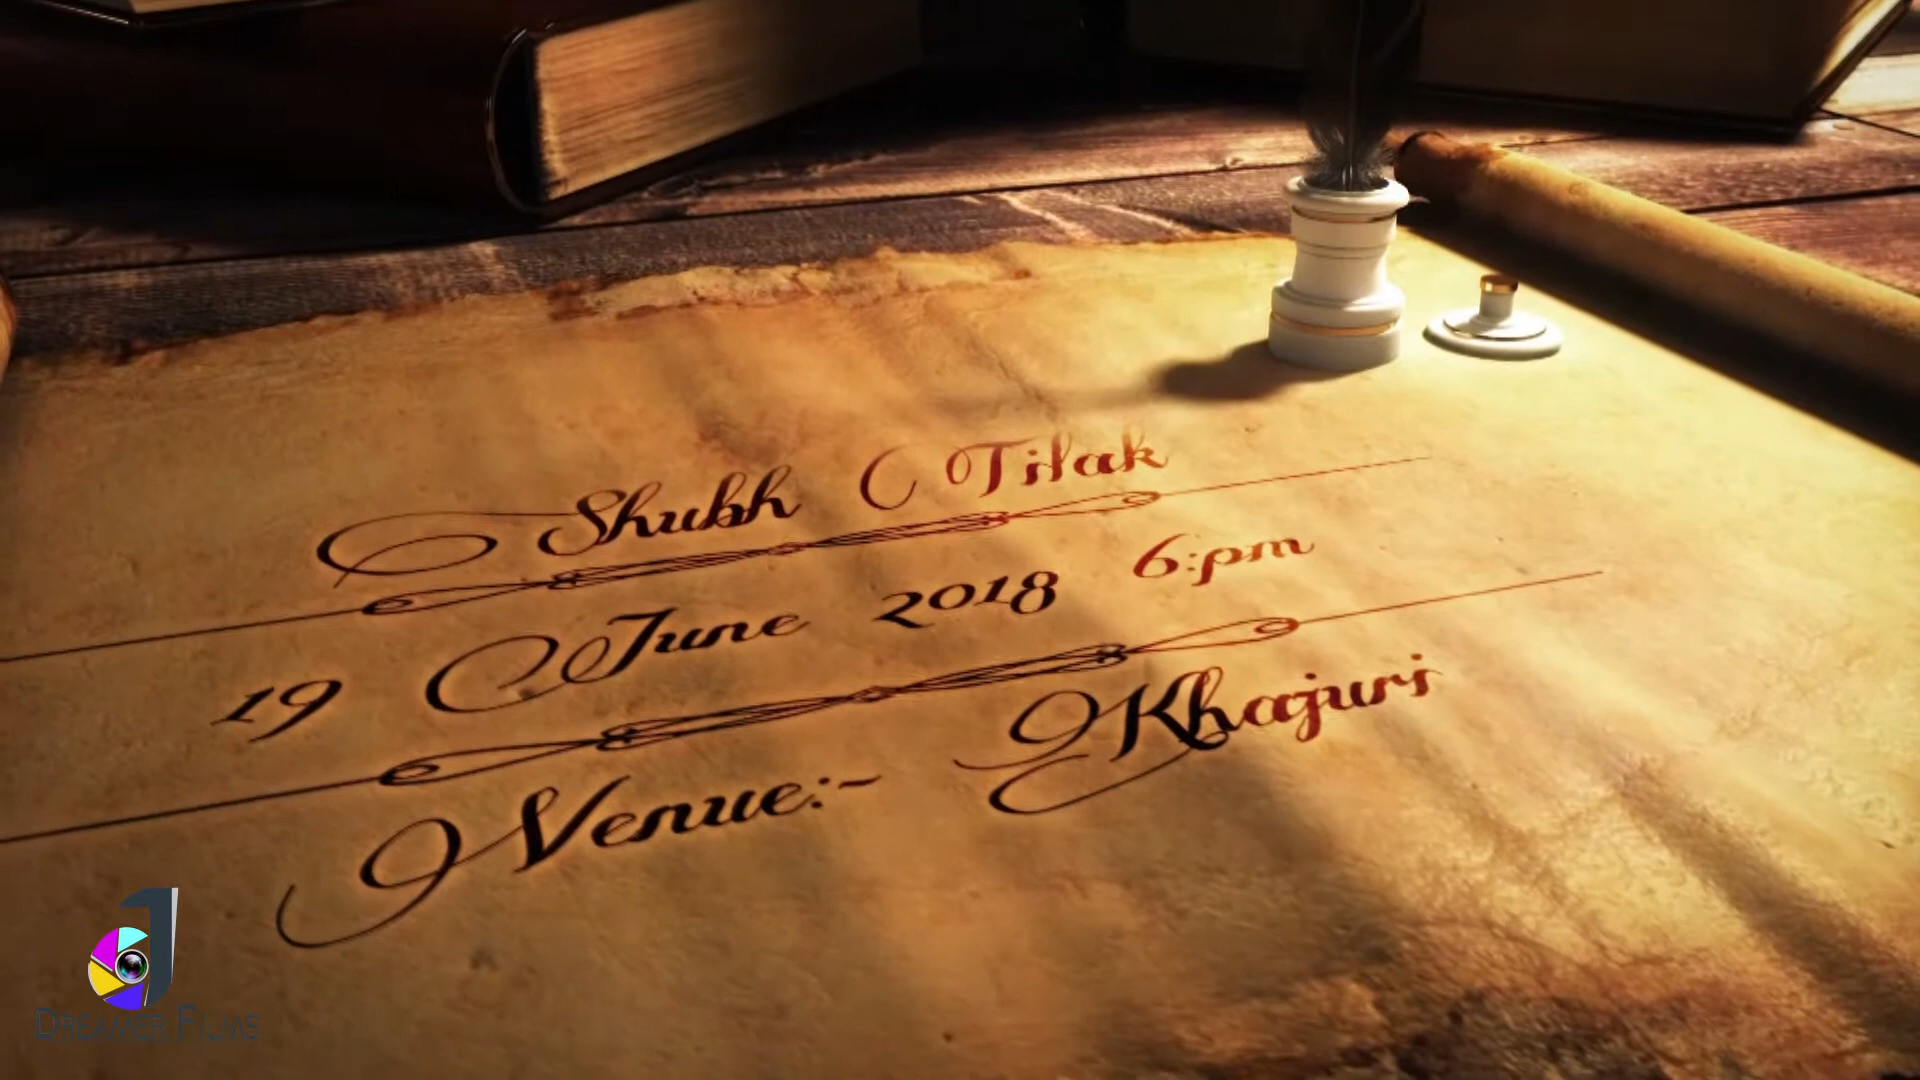 Shubh Tilak
19 June 2018 6:pm
Venue:- Khajuri
DREAMER FILMS